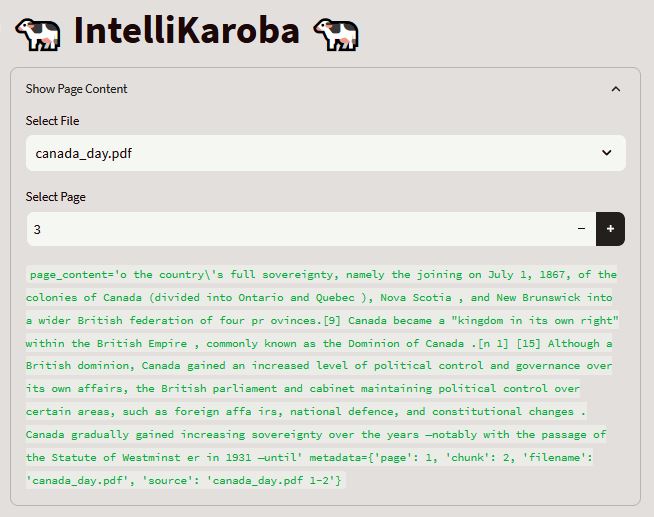 IntelliKaroba
Show Page Content
Select File
canada_day.pdf
Select Page
3
page_content='o the country\'s full sovereignty, namely the joining on July 1, 1867, of the
colonies of Canada (divided into Ontario and Quebec ), Nova Scotia , and New Brunswick into
a wider British federation of four pr ovinces.[9] Canada became a "kingdom in its own right"
within the British Empire , commonly known as the Dominion of Canada .[n 1] [15] Although a
British dominion, Canada gained an increased level of political control and governance over
its own affairs, the British parliament and cabinet maintaining political control over
certain areas, such as foreign affa irs, national defence, and constitutional changes .
Canada gradually gained increasing sovereignty over the years —notably with the passage of
the Statute of Westminst er in 1931 —until' metadata={'page': 1, 'chunk': 2, 'filename':
'canada_day.pdf', 'source': 'canada_day.pdf 1-2'}